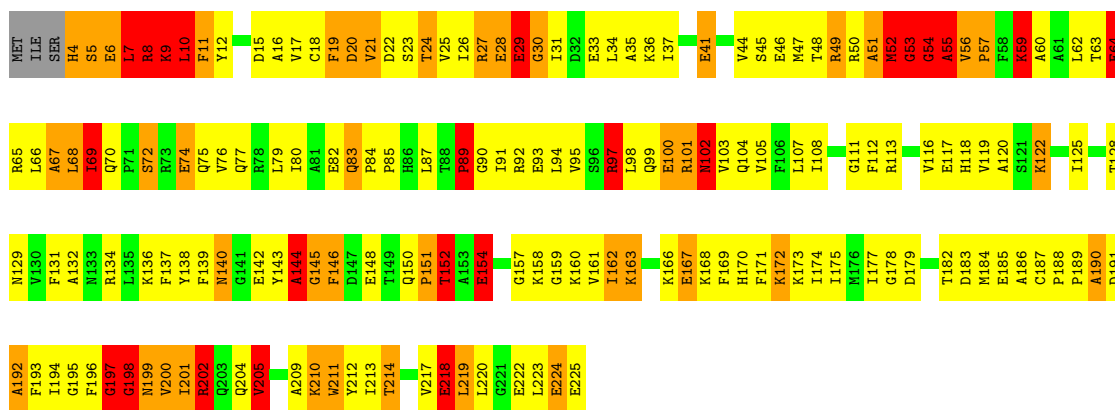 MET ILE SER H4 S5 E6 L7 R8 K9 L10 F11 Y12 D15 A16 V17 C18 F19 D20 V21 D22 S23 T24 V25 I26 R27 E28 E29 G30 I31 D32 E33 L34 A35 K36 I37 E41 V44 S45 E46 M47 T48 R49 R50 A51 M52 G53 G54 A55 V56 P57 F58 K59 A60 A61 L62 T63 E64
R65 L66 A67 L68 I69 Q70 P71 S72 R73 E74 Q75 V76 Q77 R78 L79 I80 A81 E82 Q83 P84 P85 H86 L87 T88 P89 G90 I91 R92 E93 L94 V95 S96 R97 L98 Q99 E100 R101 N102 V103 Q104 V105 F106 L107 I108 G111 F112 R113 V116 E117 H118 V119 A120 S121 K122 I125 T128
N129 V130 F131 A132 N133 R134 L135 K136 F137 Y138 F139 N140 G141 E142 Y143 A144 G145 F146 D147 E148 T149 Q150 P151 T152 A153 E154 G157 K158 G159 K160 V161 I162 K163 K166 E167 K168 F169 H170 F171 K172 K173 I174 I175 M176 I177 G178 D179 T182 D183 M184 E185 A186 C187 P188 P189 A190 D191
A192 F193 I194 G195 F196 G197 G198 N199 V200 I201 R202 Q203 Q204 V205 A209 K210 W211 Y212 I213 T214 V217 E218 L219 L220 G221 E222 L223 E224 E225